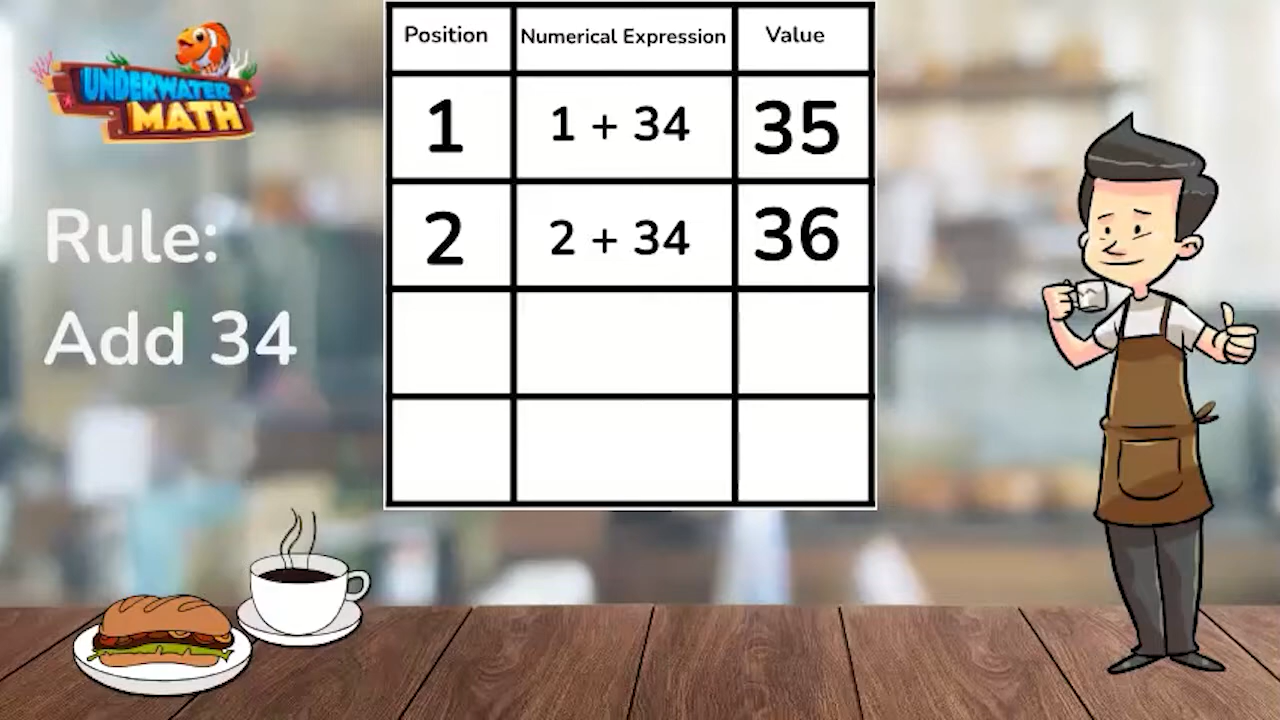 UNDERWATER
MATH
Rule:
Add 34
Position Numerical Expression Value
1 1 + 34 35
2 2 + 34 36